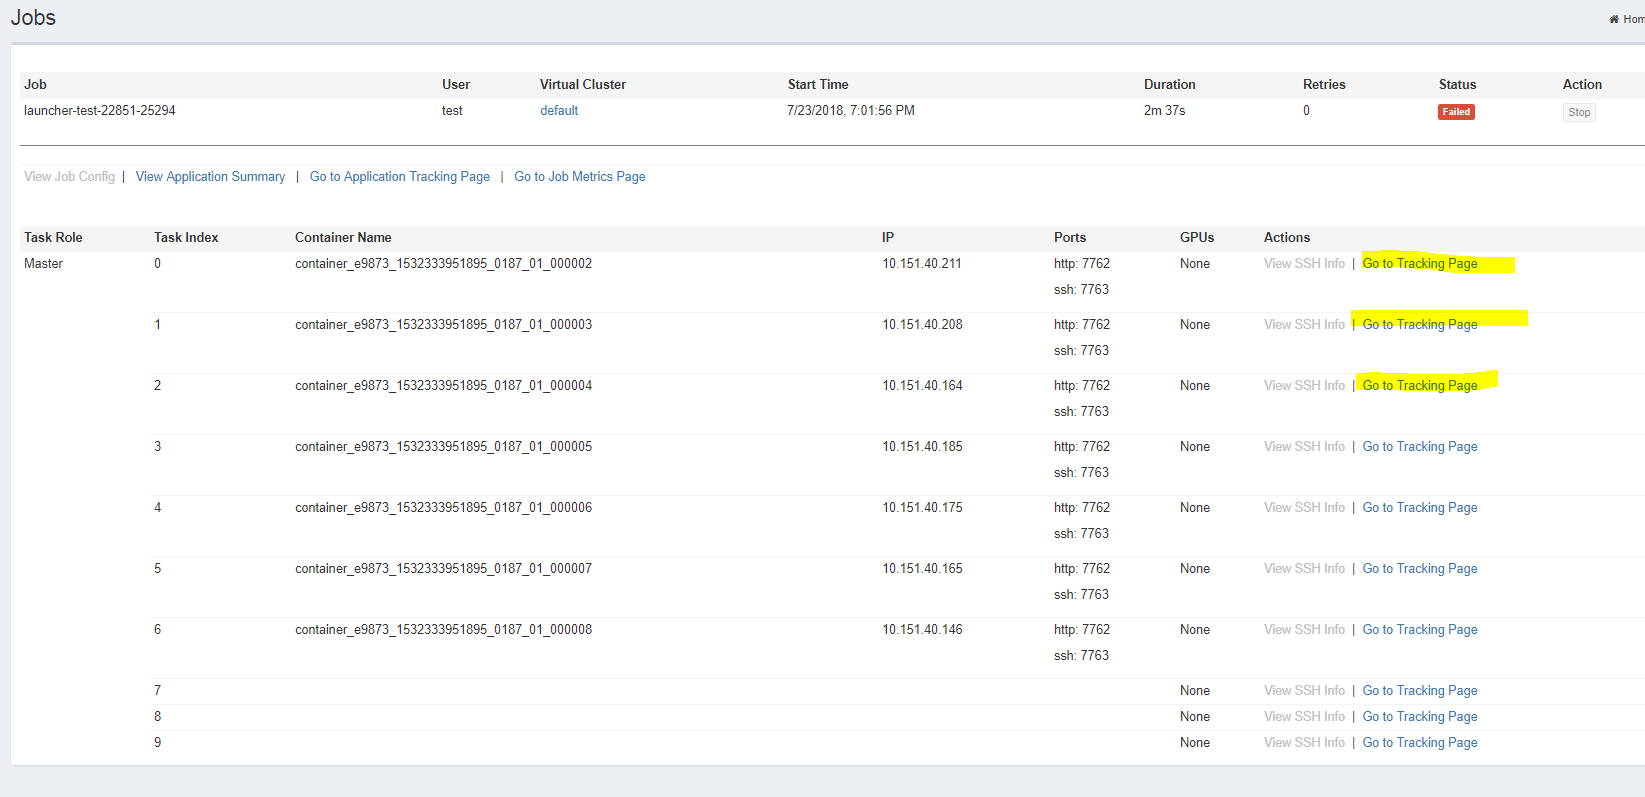 Jobs
Hom
Job User Virtual Cluster Start Time Duration Retries Status Action
launcher-test-22851-25294 test default 7/23/2018, 7:01:56 PM 2m 37s 0 Failed Stop
View Job Config | View Application Summary | Go to Application Tracking Page | Go to Job Metrics Page
Task Role Task Index Container Name IP Ports GPUs Actions
Master 0 container_e9873_1532333951895_0187_01_000002 10.151.40.211 http: 7762 None View SSH Info | Go to Tracking Page
ssh: 7763
1 container_e9873_1532333951895_0187_01_000003 10.151.40.208 http: 7762 None View SSH Info | Go to Tracking Page
ssh: 7763
2 container_e9873_1532333951895_0187_01_000004 10.151.40.164 http: 7762 None View SSH Info | Go to Tracking Page
ssh: 7763
3 container_e9873_1532333951895_0187_01_000005 10.151.40.185 http: 7762 None View SSH Info | Go to Tracking Page
ssh: 7763
4 container_e9873_1532333951895_0187_01_000006 10.151.40.175 http: 7762 None View SSH Info | Go to Tracking Page
ssh: 7763
5 container_e9873_1532333951895_0187_01_000007 10.151.40.165 http: 7762 None View SSH Info | Go to Tracking Page
ssh: 7763
6 container_e9873_1532333951895_0187_01_000008 10.151.40.146 http: 7762 None View SSH Info | Go to Tracking Page
ssh: 7763
7 None View SSH Info | Go to Tracking Page
8 None View SSH Info | Go to Tracking Page
9 None View SSH Info | Go to Tracking Page